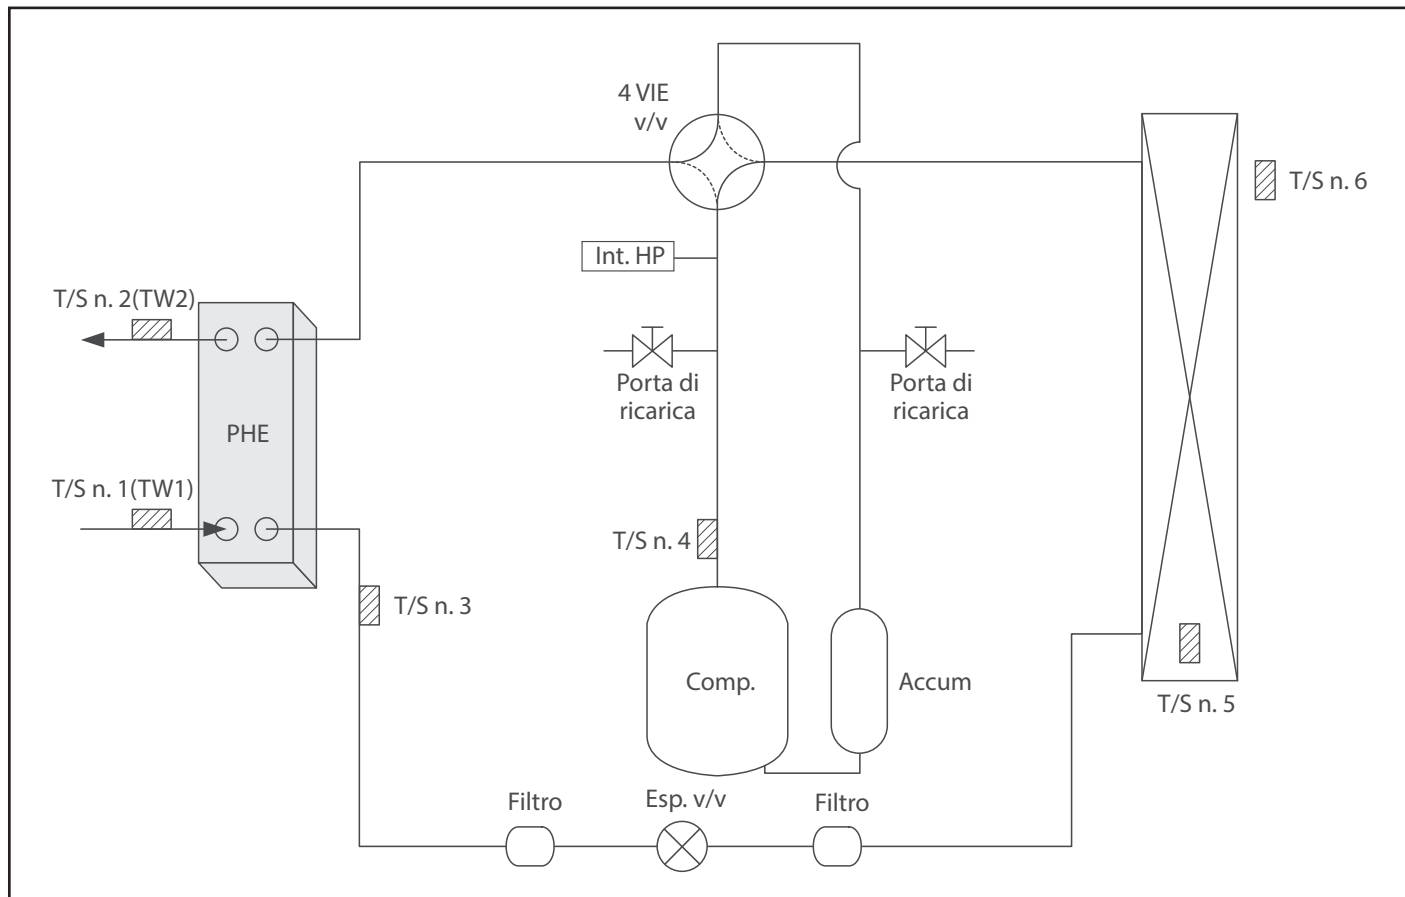 4 VIE
v/v
T/S n. 6
Int. HP
T/S n. 2(TW2)
Porta di
ricarica
Porta di
ricarica
PHE
T/S n. 1(TW1)
T/S n. 4
T/S n. 3
Comp.
Accum
T/S n. 5
Filtro
Esp. v/v
Filtro